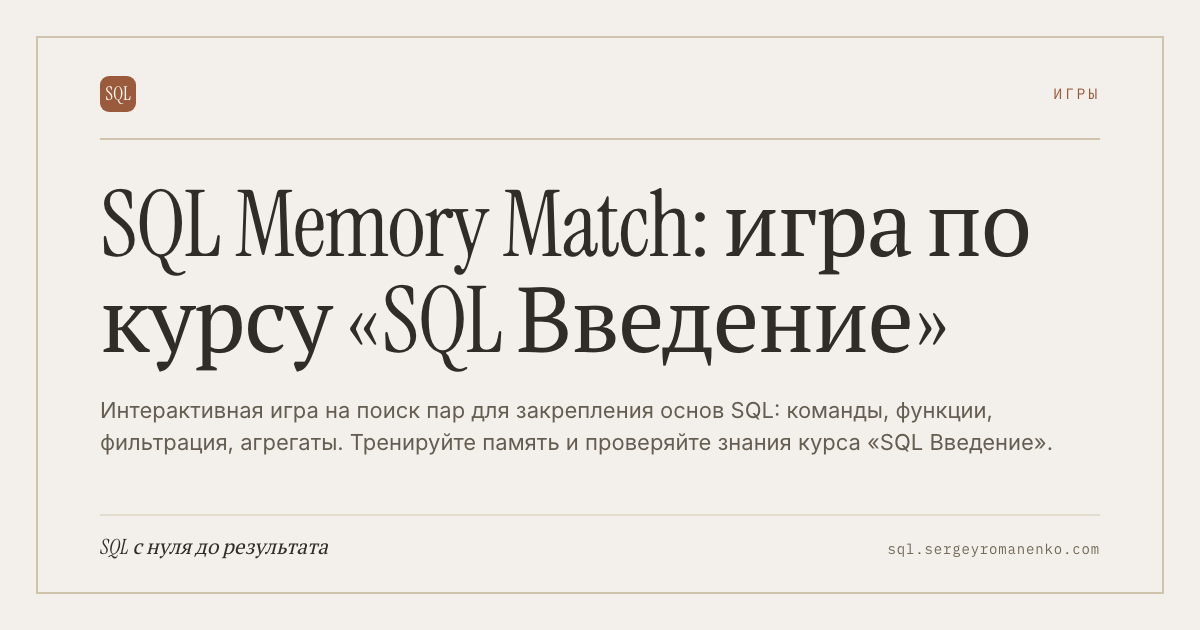 SQL
ИГРЫ
SQL Memory Match: игра по
курсу «SQL Введение»
Интерактивная игра на поиск пар для закрепления основ SQL: команды, функции,
фильтрация, агрегаты. Тренируйте память и проверяйте знания курса «SQL Введение».
SQL с нуля до результата
sql.sergeyromanenko.com